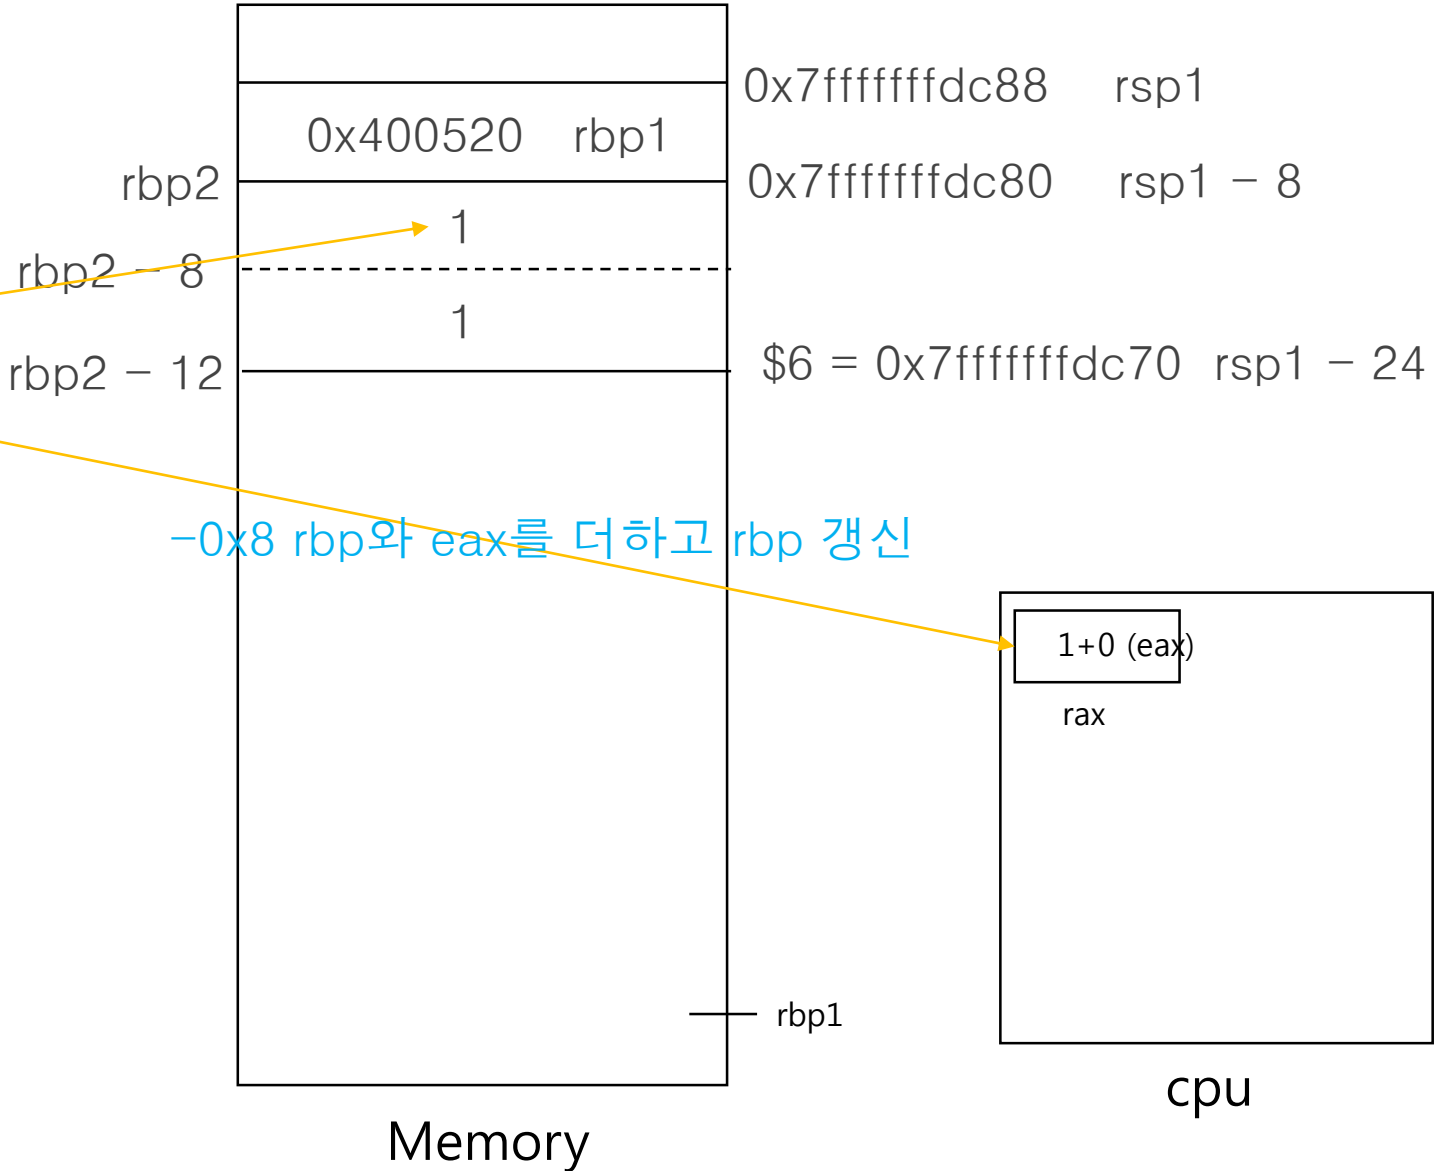 0x7fffffffdc88 rsp1
0x400520 rbp1
rbp2
0x7fffffffdc80 rsp1 - 8
1
rbp2 - 8
1
rbp2 - 12
$6 = 0x7fffffffdc70 rsp1 - 24
-0x8 rbp와 eax를 더하고 rbp 갱신
1+0 (eax)
rax
rbp1
cpu
Memory